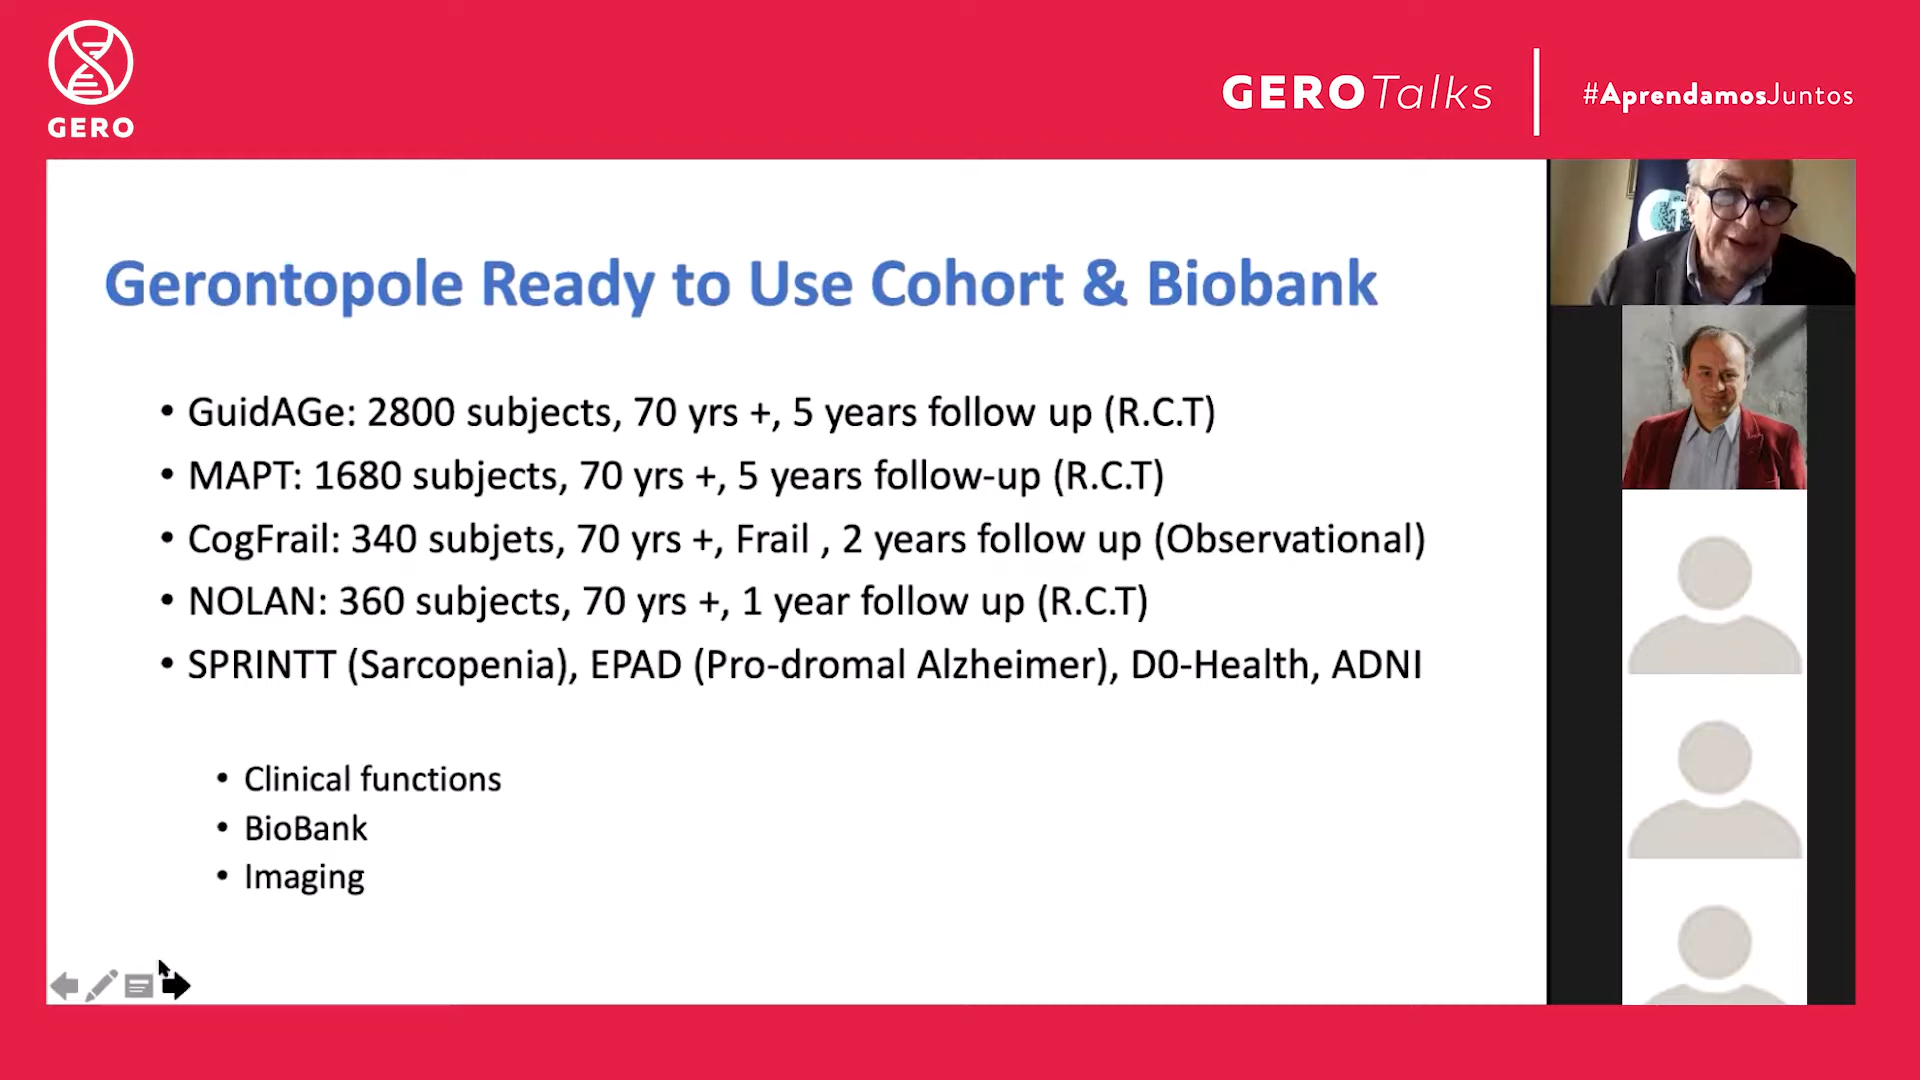 GERO
GEROTalks
#AprendamosJuntos
Gerontopole Ready to Use Cohort & Biobank
• GuidAGe: 2800 subjects, 70 yrs +, 5 years follow up (R.C.T)
• MAPT: 1680 subjects, 70 yrs +, 5 years follow-up (R.C.T)
• CogFrail: 340 subjets, 70 yrs +, Frail , 2 years follow up (Observational)
• NOLAN: 360 subjects, 70 yrs +, 1 year follow up (R.C.T)
• SPRINTT (Sarcopenia), EPAD (Pro-dromal Alzheimer), D0-Health, ADNI
• Clinical functions
• BioBank
• Imaging